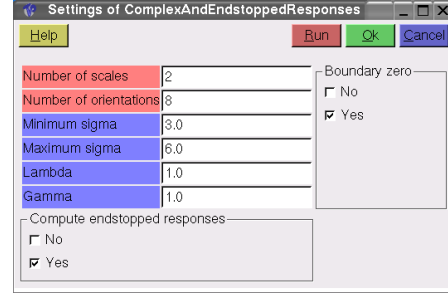 Settings of ComplexAndEndstoppedResponses
Help Run Ok Cancel
Number of scales 2
Number of orientations 8
Minimum sigma 3.0
Maximum sigma 6.0
Lambda 1.0
Gamma 1.0
Boundary zero
No
Yes
Compute endstopped responses
No
Yes